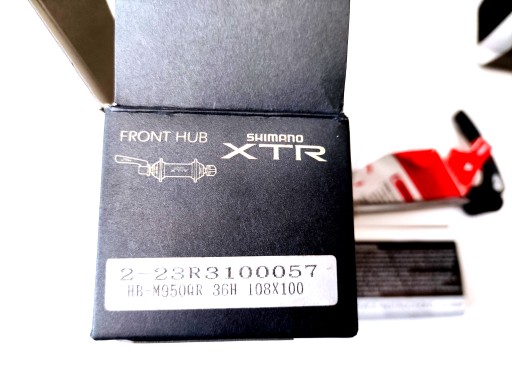 FRONT HUB
SHIMANO
XTR
2-23R3100057
HB-M950QR 36H 108X100